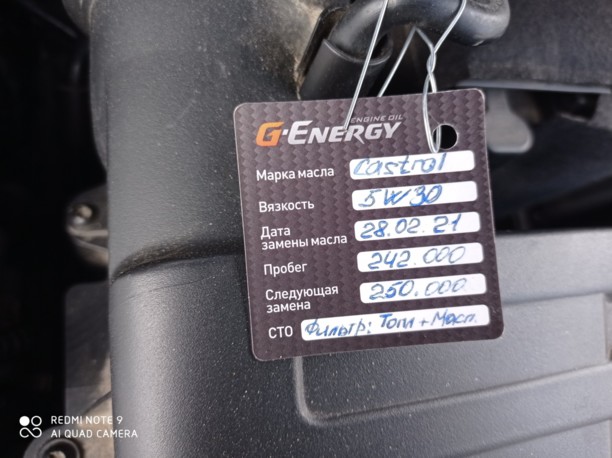 ENGINE OIL
G-ENERGY
Марка масла Castrol
Вязкость 5W30
Дата
замены масла 28.02.21
Пробег 242.000
Следующая
замена 250.000
СТО Фильтр: Топл + Масл.
REDMI NOTE 9
AI QUAD CAMERA